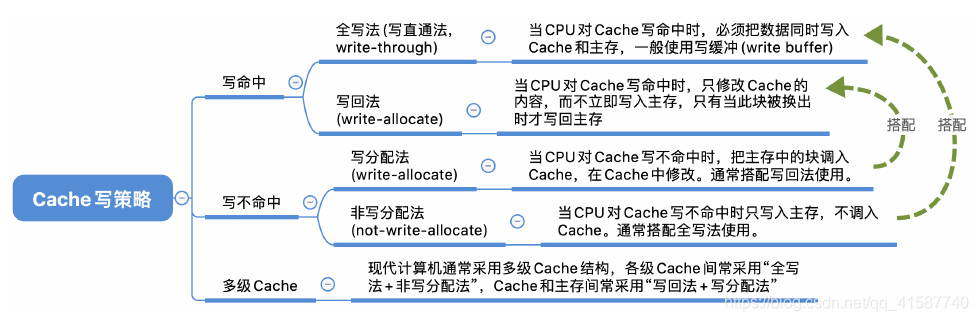 全写法(写直通法,
write-through)
当CPU对Cache写命中时，必须把数据同时写入
Cache和主存，一般使用写缓冲(write buffer)
写命中
写回法
(write-allocate)
当CPU对Cache写命中时，只修改Cache的
内容，而不立即写入主存，只有当此块被换出
时才写回主存
搭配
搭配
Cache写策略
写不命中
写分配法
(write-allocate)
当CPU对Cache写不命中时，把主存中的块调入
Cache，在Cache中修改。通常搭配写回法使用。
非写分配法
(not-write-allocate)
当CPU对Cache写不命中时只写入主存，不调入
Cache。通常搭配全写法使用。
多级Cache
现代计算机通常采用多级Cache结构，各级Cache间常采用“全写
法+非写分配法”，Cache和主存间常采用“写回法+写分配法”
https://blog.csdn.net/qq_41587740